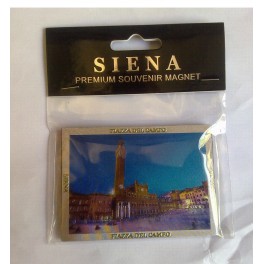 SIENA
PREMIUM SOUVENIR MAGNET
PIAZZA DEL CAMPO
PIAZZA DEL CAMPO